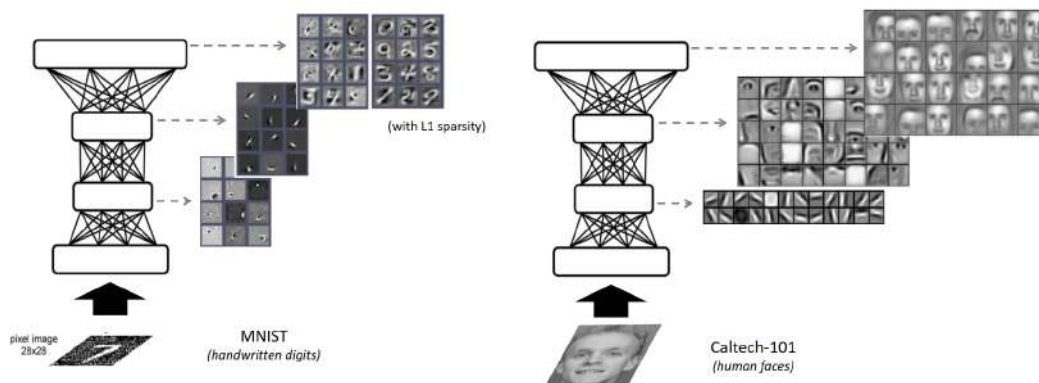 (with L1 sparsity)
pixel image
28x28
MNIST
(handwritten digits)
Caltech-101
(human faces)